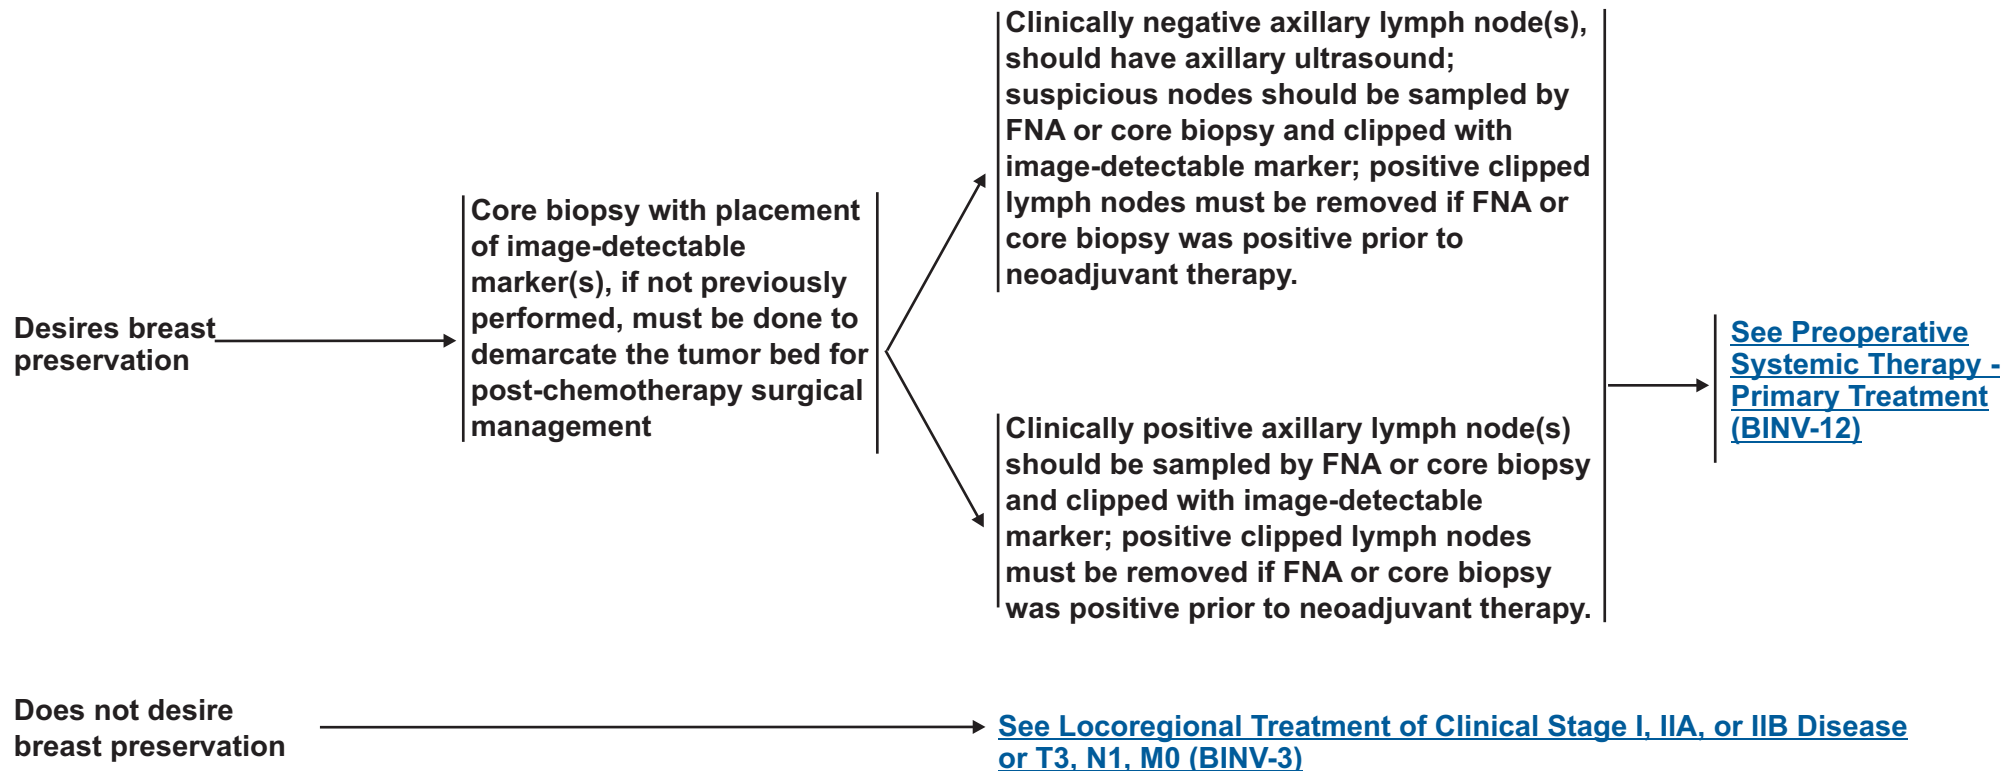 Desires breast
preservation
Core biopsy with placement
of image-detectable
marker(s), if not previously
performed, must be done to
demarcate the tumor bed for
post-chemotherapy surgical
management
Clinically negative axillary lymph node(s),
should have axillary ultrasound;
suspicious nodes should be sampled by
FNA or core biopsy and clipped with
image-detectable marker; positive clipped
lymph nodes must be removed if FNA or
core biopsy was positive prior to
neoadjuvant therapy.
Clinically positive axillary lymph node(s)
should be sampled by FNA or core biopsy
and clipped with image-detectable
marker; positive clipped lymph nodes
must be removed if FNA or core biopsy
was positive prior to neoadjuvant therapy.
See Preoperative
Systemic Therapy -
Primary Treatment
(BINV-12)
Does not desire
breast preservation
See Locoregional Treatment of Clinical Stage I, IIA, or IIB Disease
or T3, N1, M0 (BINV-3)